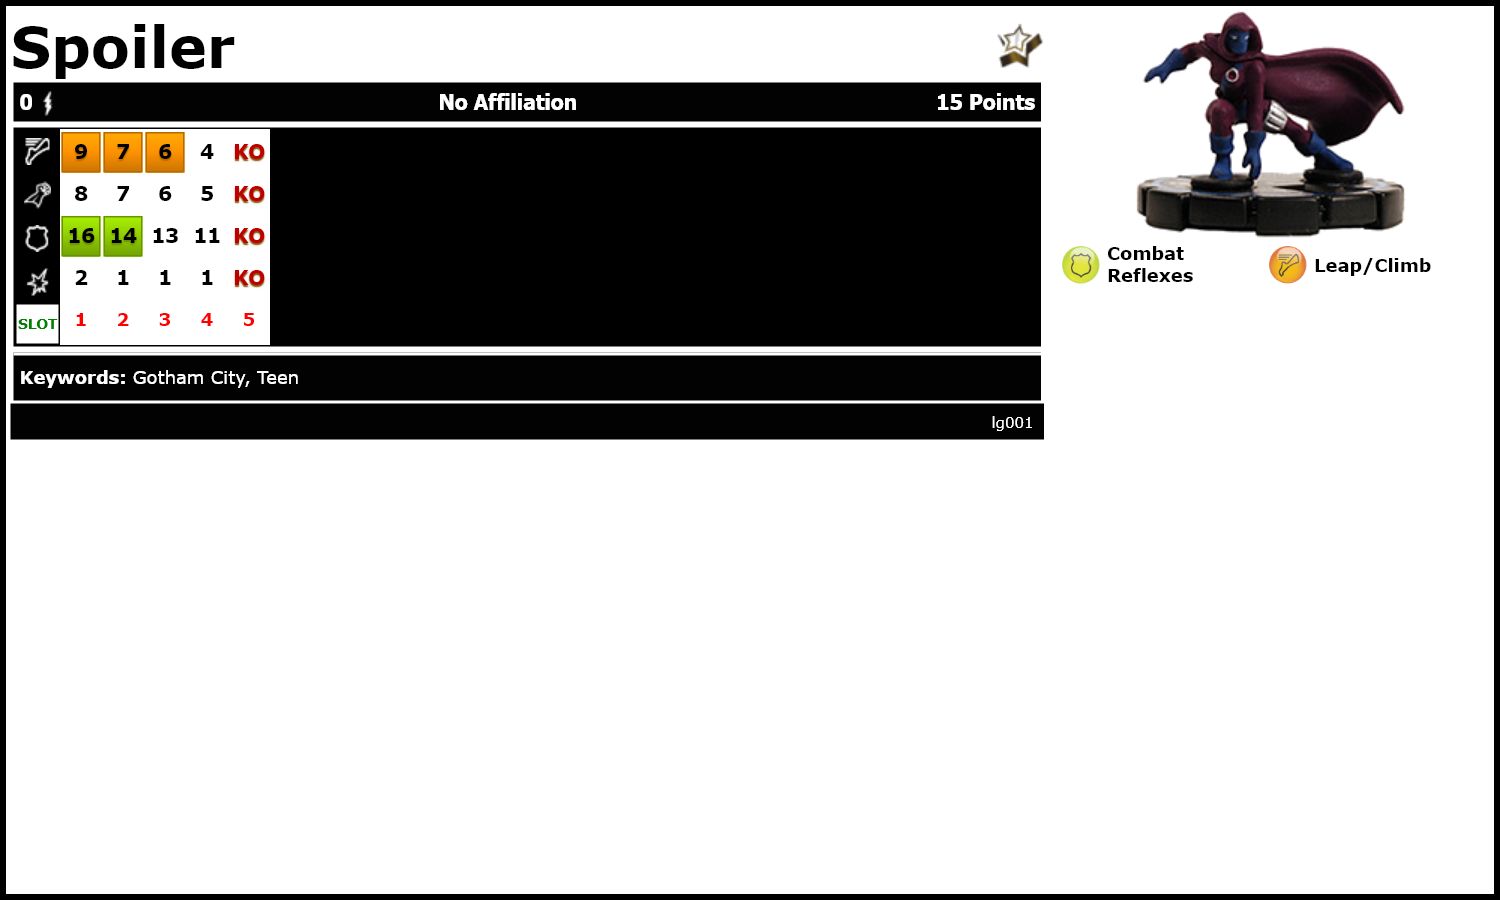 Spoiler
0 No Affiliation 15 Points
9 7 6 4 KO
8 7 6 5 KO
16 14 13 11 KO
2 1 1 1 KO
SLOT 1 2 3 4 5
Keywords: Gotham City, Teen
lg001
Combat
Reflexes
Leap/Climb